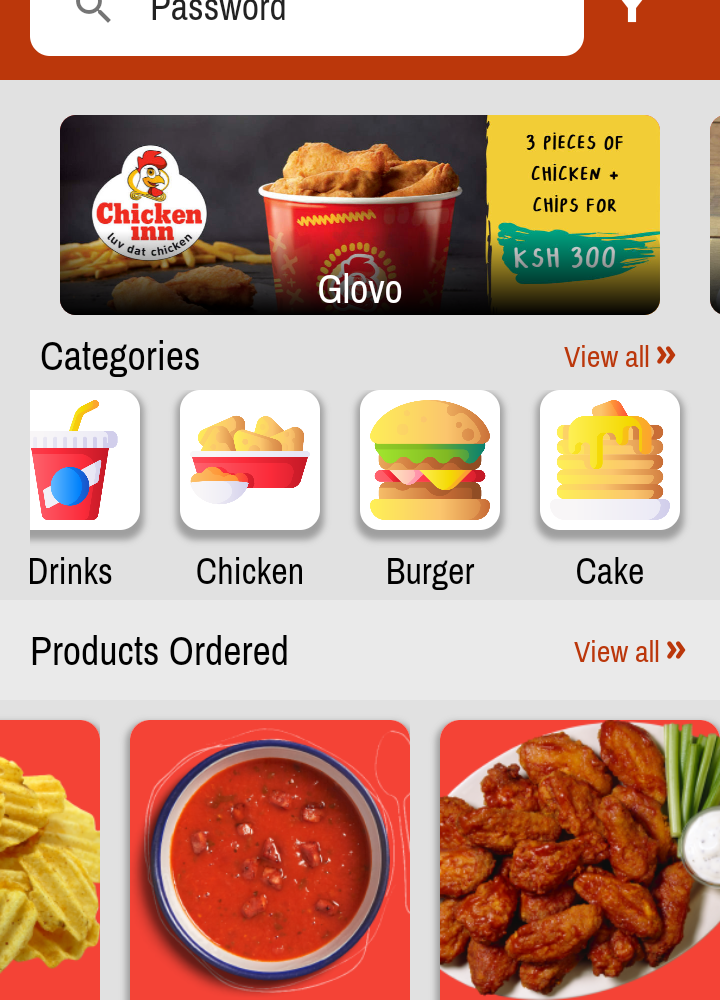 Password
Chicken
inn
luv dat chicken
3 PIECES OF
CHICKEN +
CHIPS FOR
KSH 300
Glovo
Categories
View all »
Drinks
Chicken
Burger
Cake
Products Ordered
View all »